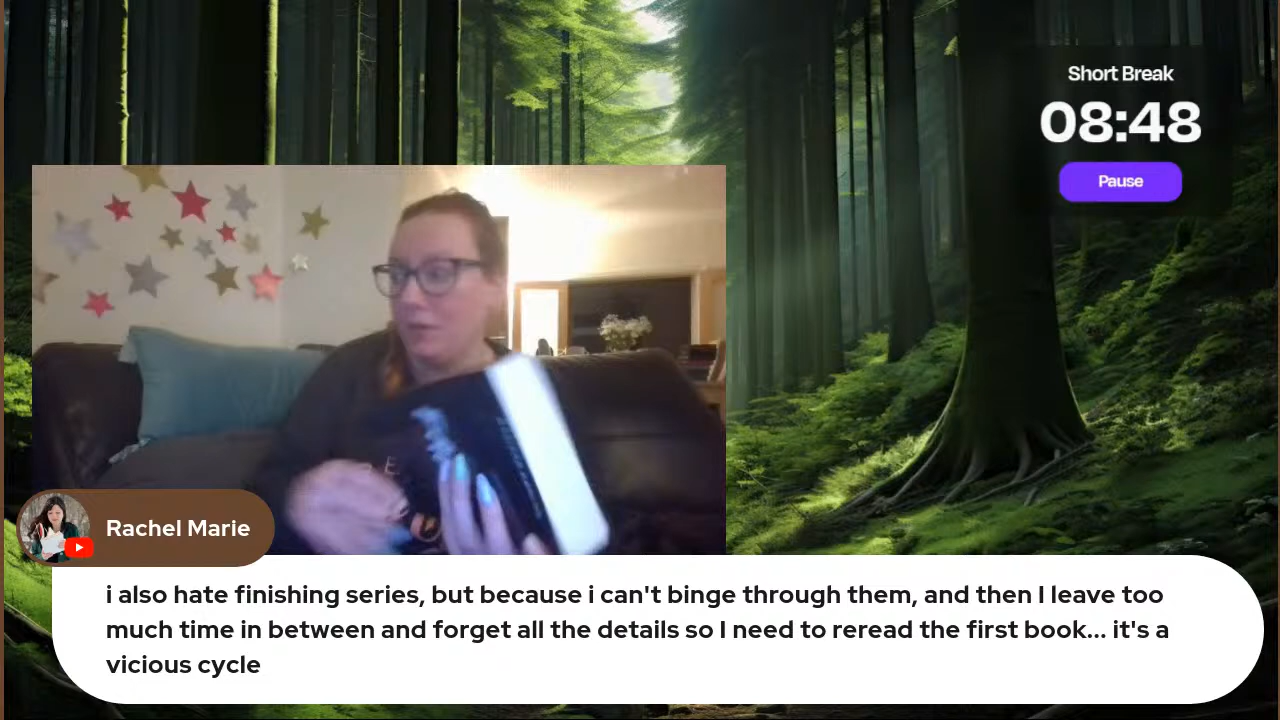 Short Break
08:48
Pause
Rachel Marie
i also hate finishing series, but because i can't binge through them, and then I leave too
much time in between and forget all the details so I need to reread the first book... it's a
vicious cycle